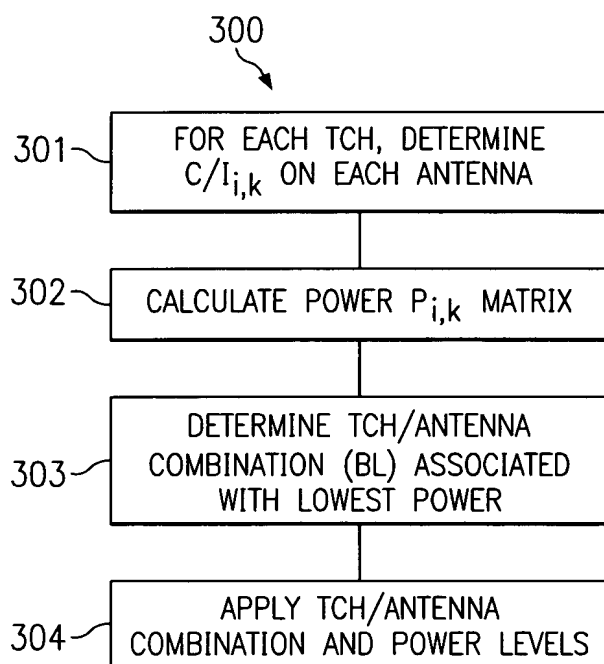 300
301
FOR EACH TCH, DETERMINE
C/I i,k ON EACH ANTENNA
302
CALCULATE POWER P i,k MATRIX
303
DETERMINE TCH/ANTENNA
COMBINATION (BL) ASSOCIATED
WITH LOWEST POWER
304
APPLY TCH/ANTENNA
COMBINATION AND POWER LEVELS